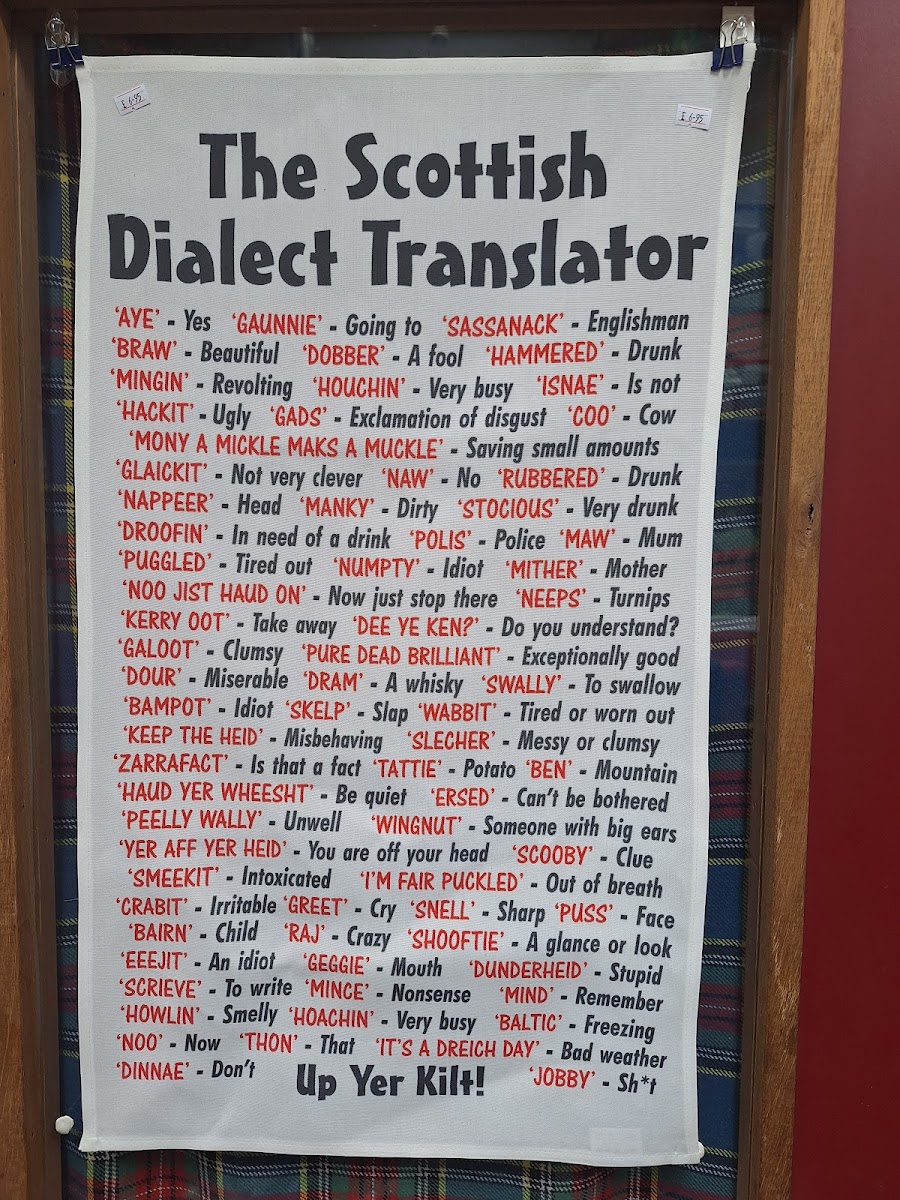 £6-95
£6-95
The Scottish
Dialect Translator
'AYE' - Yes 'GAUNNIE' - Going to 'SASSANACK' - Englishman
'BRAW' - Beautiful 'DOBBER' - A fool 'HAMMERED' - Drunk
'MINGIN' - Revolting 'HOUCHIN' - Very busy 'ISNAE' - Is not
'HACKIT' - Ugly 'GADS' - Exclamation of disgust 'COO' - Cow
'MONY A MICKLE MAKS A MUCKLE' - Saving small amounts
'GLAICKIT' - Not very clever 'NAW' - No 'RUBBERED' - Drunk
'NAPPEER' - Head 'MANKY' - Dirty 'STOCIOUS' - Very drunk
'DROOFIN' - In need of a drink 'POLIS' - Police 'MAW' - Mum
'PUGGLED' - Tired out 'NUMPTY' - Idiot 'MITHER' - Mother
'NOO JIST HAUD ON' - Now just stop there 'NEEPS' - Turnips
'KERRY OOT' - Take away 'DEE YE KEN?' - Do you understand?
'GALOOT' - Clumsy 'PURE DEAD BRILLIANT' - Exceptionally good
'DOUR' - Miserable 'DRAM' - A whisky 'SWALLY' - To swallow
'BAMPOT' - Idiot 'SKELP' - Slap 'WABBIT' - Tired or worn out
'KEEP THE HEID' - Misbehaving 'SLECHER' - Messy or clumsy
'ZARRAFACT' - Is that a fact 'TATTIE' - Potato 'BEN' - Mountain
'HAUD YER WHEESHT' - Be quiet 'ERSED' - Can't be bothered
'PEELLY WALLY' - Unwell 'WINGNUT' - Someone with big ears
'YER AFF YER HEID' - You are off your head 'SCOOBY' - Clue
'SMEEKIT' - Intoxicated 'I'M FAIR PUCKLED' - Out of breath
'CRABIT' - Irritable 'GREET' - Cry 'SNELL' - Sharp 'PUSS' - Face
'BAIRN' - Child 'RAJ' - Crazy 'SHOOFTIE' - A glance or look
'EEEJIT' - An idiot 'GEGGIE' - Mouth 'DUNDERHEID' - Stupid
'SCRIEVE' - To write 'MINCE' - Nonsense 'MIND' - Remember
'HOWLIN' - Smelly 'HOACHIN' - Very busy 'BALTIC' - Freezing
'NOO' - Now 'THON' - That 'IT'S A DREICH DAY' - Bad weather
'DINNAE' - Don't Up Yer Kilt! 'JOBBY' - Sh*t